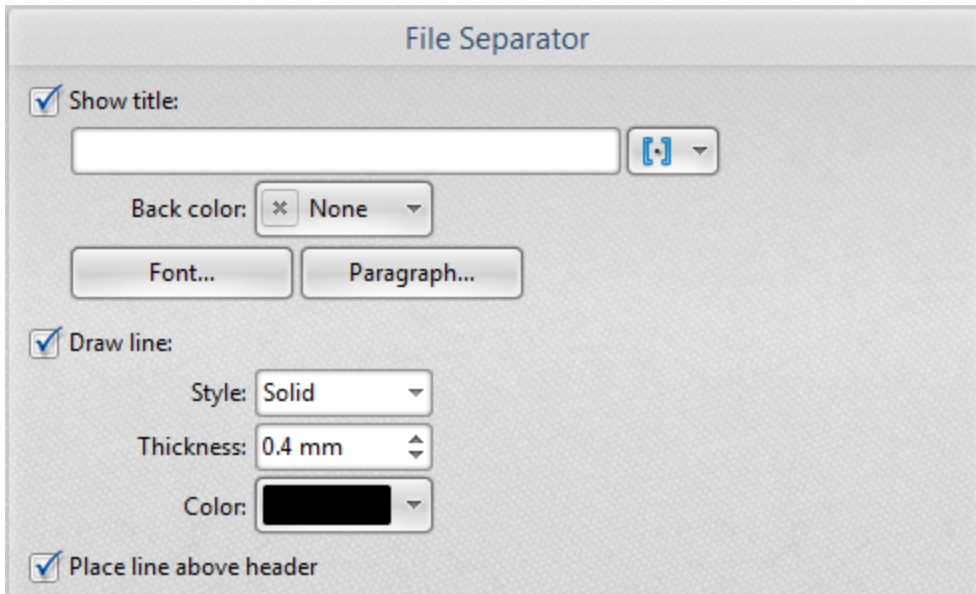 File Separator
Show title:
Back color: None
Font... Paragraph...
Draw line:
Style: Solid
Thickness: 0.4 mm
Color:
Place line above header